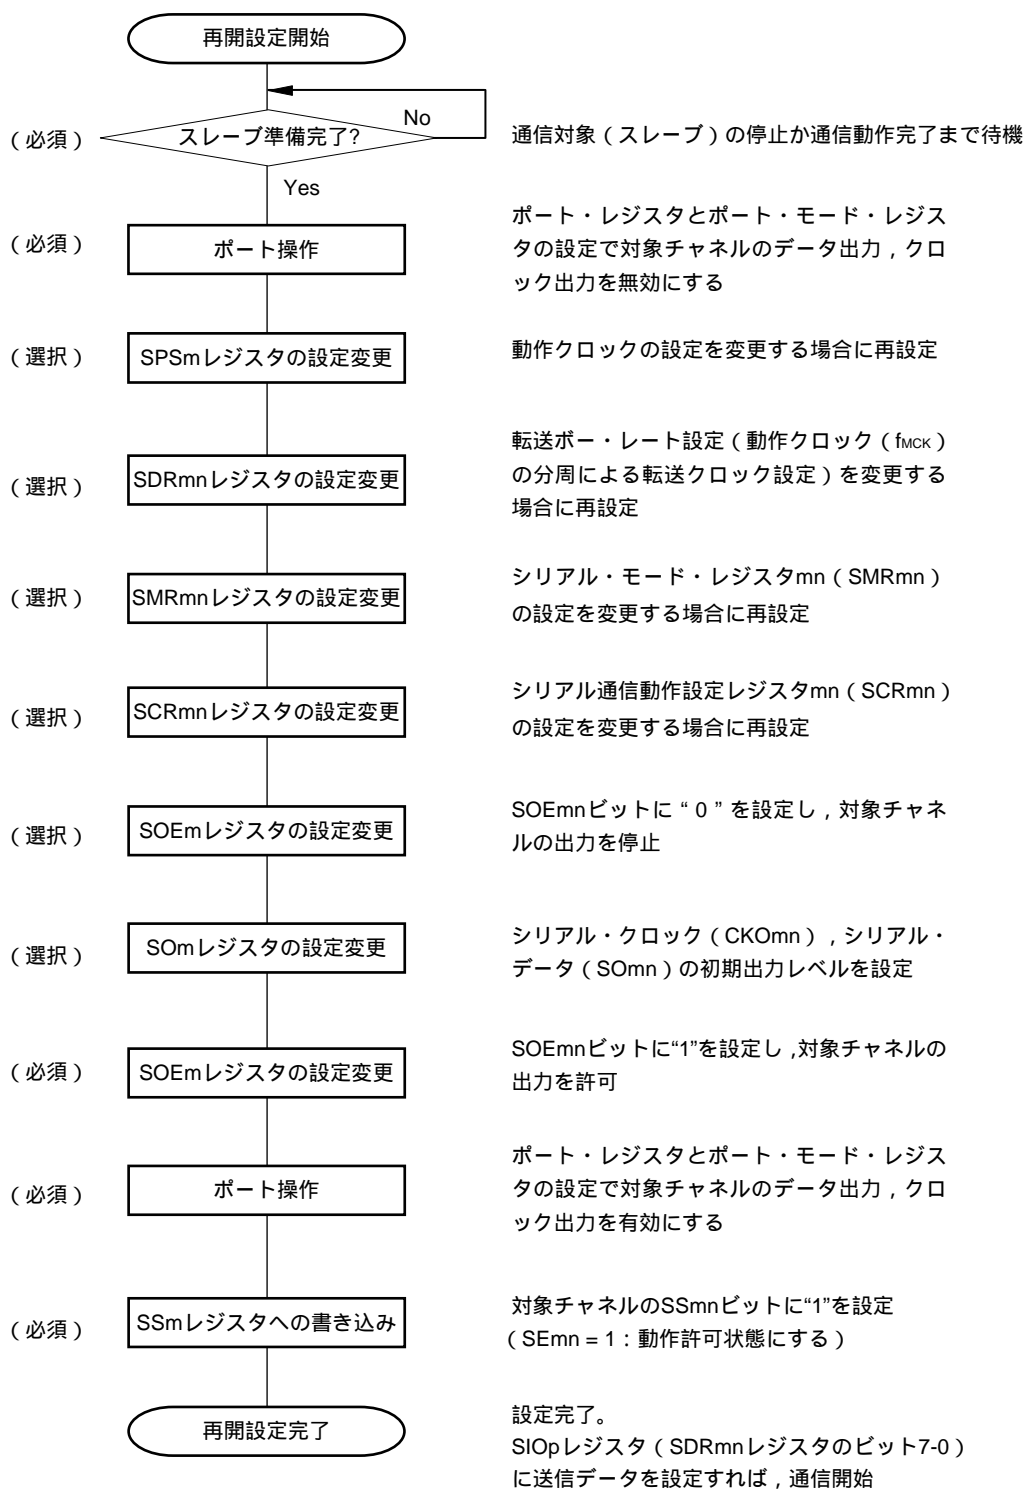 再開設定開始
No
(必須)
スレーブ準備完了?
通信対象(スレーブ)の停止か通信動作完了まで待機
Yes
(必須)
ポート操作
ポート・レジスタとポート・モード・レジス
タの設定で対象チャネルのデータ出力,クロ
ック出力を無効にする
(選択)
SPSmレジスタの設定変更
動作クロックの設定を変更する場合に再設定
(選択)
SDRmnレジスタの設定変更
転送ボー・レート設定(動作クロック(fMCK)
の分周による転送クロック設定)を変更する
場合に再設定
(選択)
SMRmnレジスタの設定変更
シリアル・モード・レジスタmn(SMRmn)
の設定を変更する場合に再設定
(選択)
SCRmnレジスタの設定変更
シリアル通信動作設定レジスタmn(SCRmn)
の設定を変更する場合に再設定
(選択)
SOEmレジスタの設定変更
SOEmnビットに“0”を設定し,対象チャネ
ルの出力を停止
(選択)
SOmレジスタの設定変更
シリアル・クロック(CKOmn),シリアル・
データ(SOmn)の初期出力レベルを設定
(必須)
SOEmレジスタの設定変更
SOEmnビットに“1”を設定し,対象チャネルの
出力を許可
(必須)
ポート操作
ポート・レジスタとポート・モード・レジス
タの設定で対象チャネルのデータ出力,クロ
ック出力を有効にする
(必須)
SSmレジスタへの書き込み
対象チャネルのSSmnビットに“1”を設定
(SEmn = 1:動作許可状態にする)
再開設定完了
設定完了。
SIOpレジスタ(SDRmnレジスタのビット7-0)
に送信データを設定すれば,通信開始